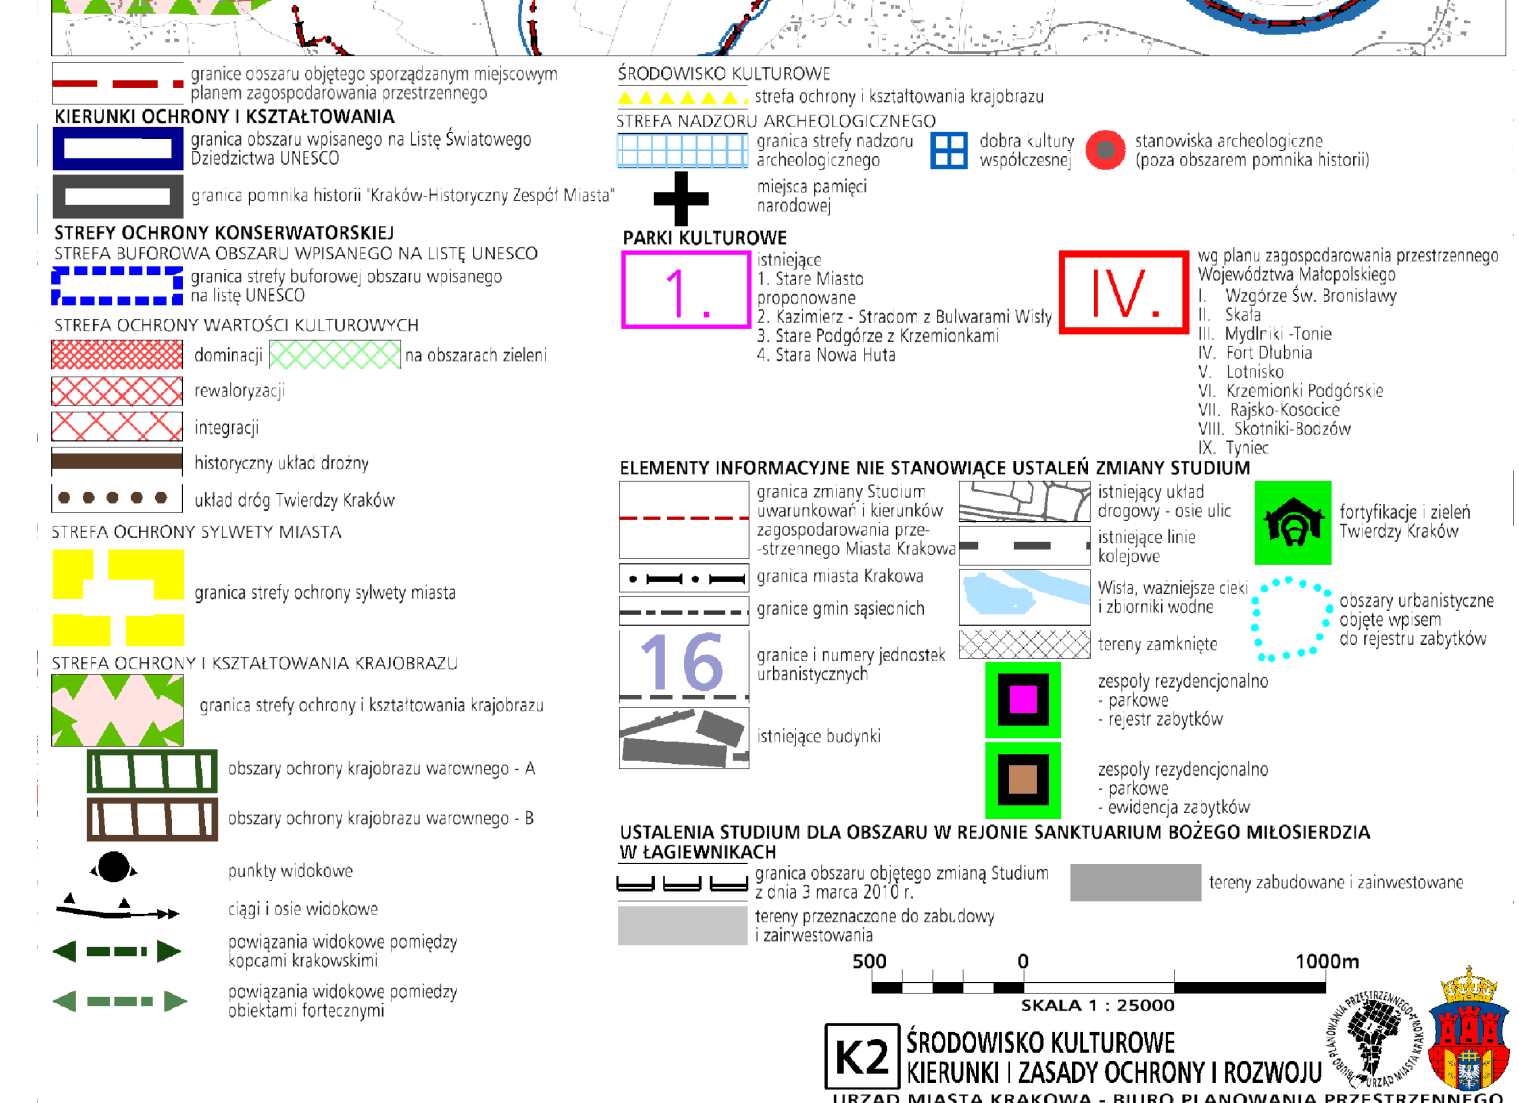 granice obszaru objętego sporządzanym miejscowym
planem zagospodarowania przestrzennego
KIERUNKI OCHRONY I KSZTAŁTOWANIA
granica obszaru wpisanego na Listę Światowego
Dziedzictwa UNESCO
granica pomnika historii "Kraków-Historyczny Zespół Miasta"
STREFY OCHRONY KONSERWATORSKIEJ
STREFA BUFOROWA OBSZARU WPISANEGO NA LISTĘ UNESCO
granica strefy buforowej obszaru wpisanego
na listę UNESCO
STREFA OCHRONY WARTOŚCI KULTUROWYCH
dominacji
na obszarach zieleni
rewaloryzacji
integracji
historyczny układ drożny
układ dróg Twierdzy Kraków
STREFA OCHRONY SYLWETY MIASTA
granica strefy ochrony sylwety miasta
STREFA OCHRONY I KSZTAŁTOWANIA KRAJOBRAZU
granica strefy ochrony i kształtowania krajobrazu
obszary ochrony krajobrazu warownego - A
obszary ochrony krajobrazu warownego - B
punkty widokowe
ciągi i osie widokowe
powiązania widokowe pomiędzy
kopcami krakowskimi
powiązania widokowe pomiedzy
obiektami fortecznymi
ŚRODOWISKO KULTUROWE
strefa ochrony i kształtowania krajobrazu
STREFA NADZORU ARCHEOLOGICZNEGO
granica strefy nadzoru
archeologicznego
dobra kultury
współczesnej
stanowiska archeologiczne
(poza obszarem pomnika historii)
miejsca pamięci
narodowej
PARKI KULTUROWE
1.
istniejące
1. Stare Miasto
proponowane
2. Kazimierz - Stradom z Bulwarami Wisły
3. Stare Podgórze z Krzemionkami
4. Stara Nowa Huta
IV.
wg planu zagospodarowania przestrzennego
Województwa Małopolskiego
I. Wzgórze Św. Bronisławy
II. Skała
III. Mydlniki -Tonie
IV. Fort Dłubnia
V. Lotnisko
VI. Krzemionki Podgórskie
VII. Rajsko-Kosocice
VIII. Skotniki-Bodzów
IX. Tyniec
ELEMENTY INFORMACYJNE NIE STANOWIĄCE USTALEŃ ZMIANY STUDIUM
granica zmiany Studium
uwarunkowań i kierunków
zagospodarowania prze-
-strzennego Miasta Krakowa
granica miasta Krakowa
granice gmin sąsiednich
16
granice i numery jednostek
urbanistycznych
istniejące budynki
istniejący układ
drogowy - osie ulic
istniejące linie
kolejowe
Wisła, ważniejsze cieki
i zbiorniki wodne
tereny zamknięte
zespoły rezydencjonalno
- parkowe
- rejestr zabytków
zespoły rezydencjonalno
- parkowe
- ewidencja zabytków
fortyfikacje i zieleń
Twierdzy Kraków
obszary urbanistyczne
objęte wpisem
do rejestru zabytków
USTALENIA STUDIUM DLA OBSZARU W REJONIE SANKTUARIUM BOŻEGO MIŁOSIERDZIA
W ŁAGIEWNIKACH
granica obszaru objętego zmianą Studium
z dnia 3 marca 2010 r.
tereny zabudowane i zainwestowane
tereny przeznaczone do zabudowy
i zainwestowania
500 0 1000m
SKALA 1 : 25000
K2
ŚRODOWISKO KULTUROWE
KIERUNKI I ZASADY OCHRONY I ROZWOJU
BIURO PLANOWANIA PRZESTRZENNEGO
URZĄD MIASTA KRAKOWA
URZĄD MIASTA KRAKOWA - BIURO PLANOWANIA PRZESTRZENNEGO